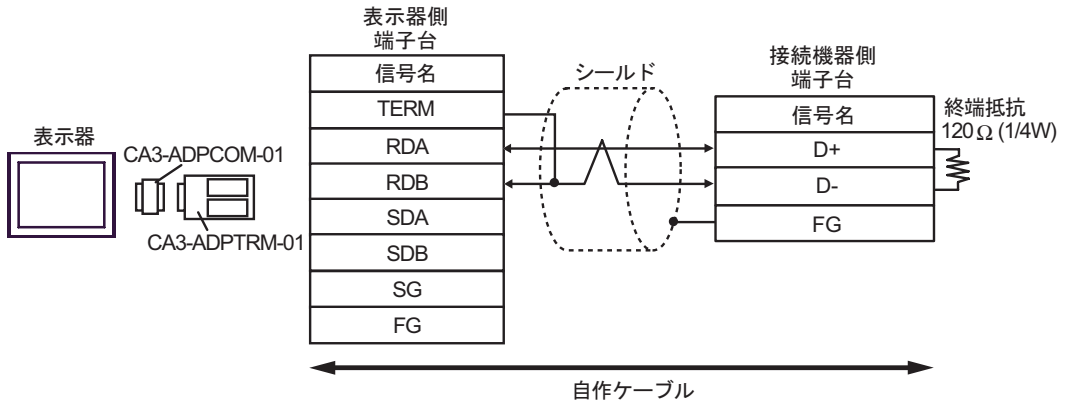 表示器
CA3-ADPCOM-01
CA3-ADPTRM-01
表示器側
端子台
信号名
TERM
RDA
RDB
SDA
SDB
SG
FG
シールド
接続機器側
端子台
信号名
D+
D-
FG
終端抵抗
120Ω (1/4W)
自作ケーブル